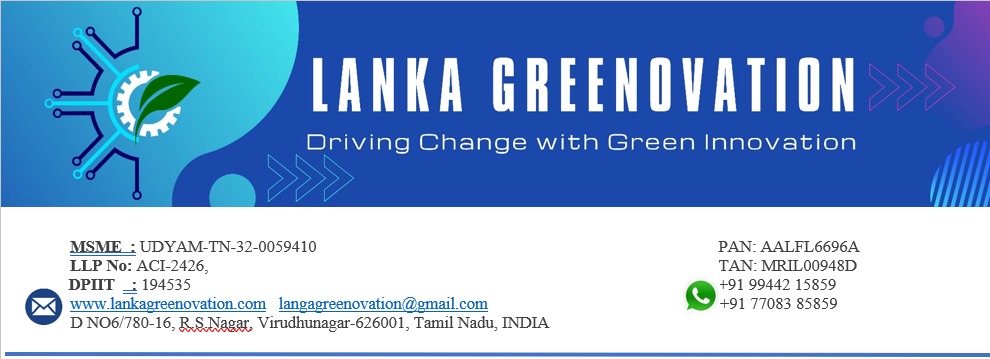 LANKA GREENOVATION
Driving Change with Green Innovation
MSME : UDYAM-TN-32-0059410
LLP No: ACI-2426,
DPIIT : 194535
www.lankagreenovation.com langagreenovation@gmail.com
D NO6/780-16, R.S.Nagar, Virudhunagar-626001, Tamil Nadu, INDIA
PAN: AALFL6696A
TAN: MRIL00948D
+91 99442 15859
+91 77083 85859